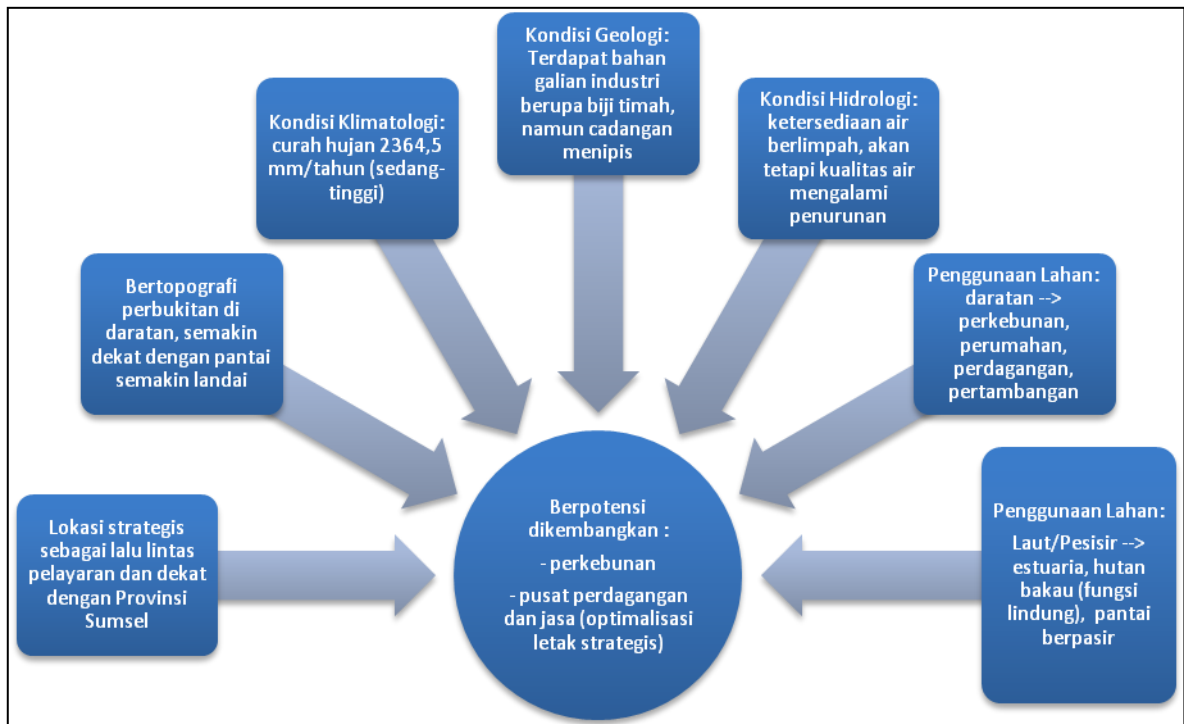 Kondisi Geologi:
Terdapat bahan
galian industri
berupa biji timah,
namun cadangan
menipis
Kondisi Klimatologi:
curah hujan 2364,5
mm/tahun (sedang-
tinggi)
Kondisi Hidrologi:
ketersediaan air
berlimpah, akan
tetapi kualitas air
mengalami
penurunan
Bertopografi
perbukitan di
daratan, semakin
dekat dengan pantai
semakin landai
Penggunaan Lahan:
daratan -->
perkebunan,
perumahan,
perdagangan,
pertambangan
Lokasi strategis
sebagai lalu lintas
pelayaran dan dekat
dengan Provinsi
Sumsel
Berpotensi
dikembangkan :
- perkebunan
- pusat perdagangan
dan jasa (optimalisasi
letak strategis)
Penggunaan Lahan:
Laut/Pesisir -->
estuaria, hutan
bakau (fungsi
lindung), pantai
berpasir